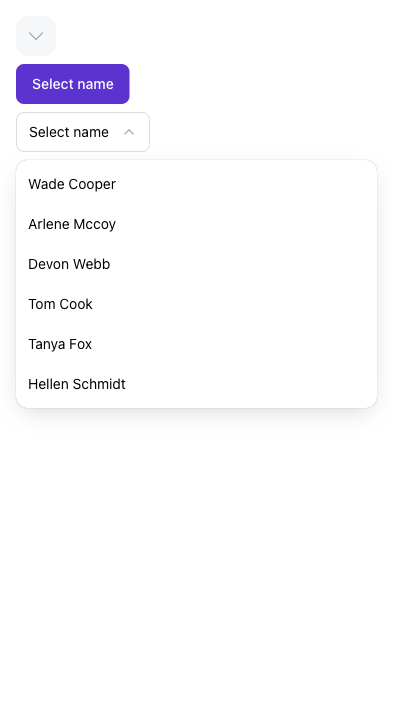 Select name
Select name
Wade Cooper
Arlene Mccoy
Devon Webb
Tom Cook
Tanya Fox
Hellen Schmidt